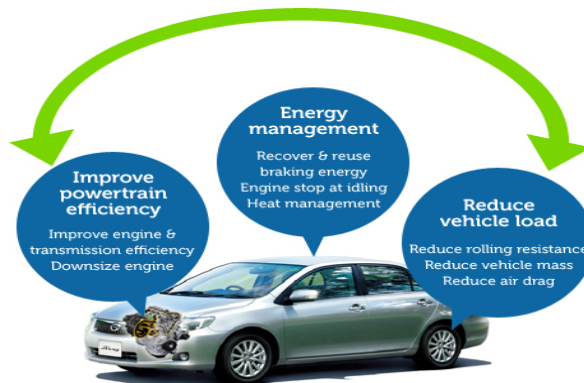 Energy
management
Recover & reuse
braking energy
Engine stop at idling
Heat management
Improve
powertrain
efficiency
Improve engine &
transmission efficiency
Downsize engine
Reduce
vehicle load
Reduce rolling resistance
Reduce vehicle mass
Reduce air drag